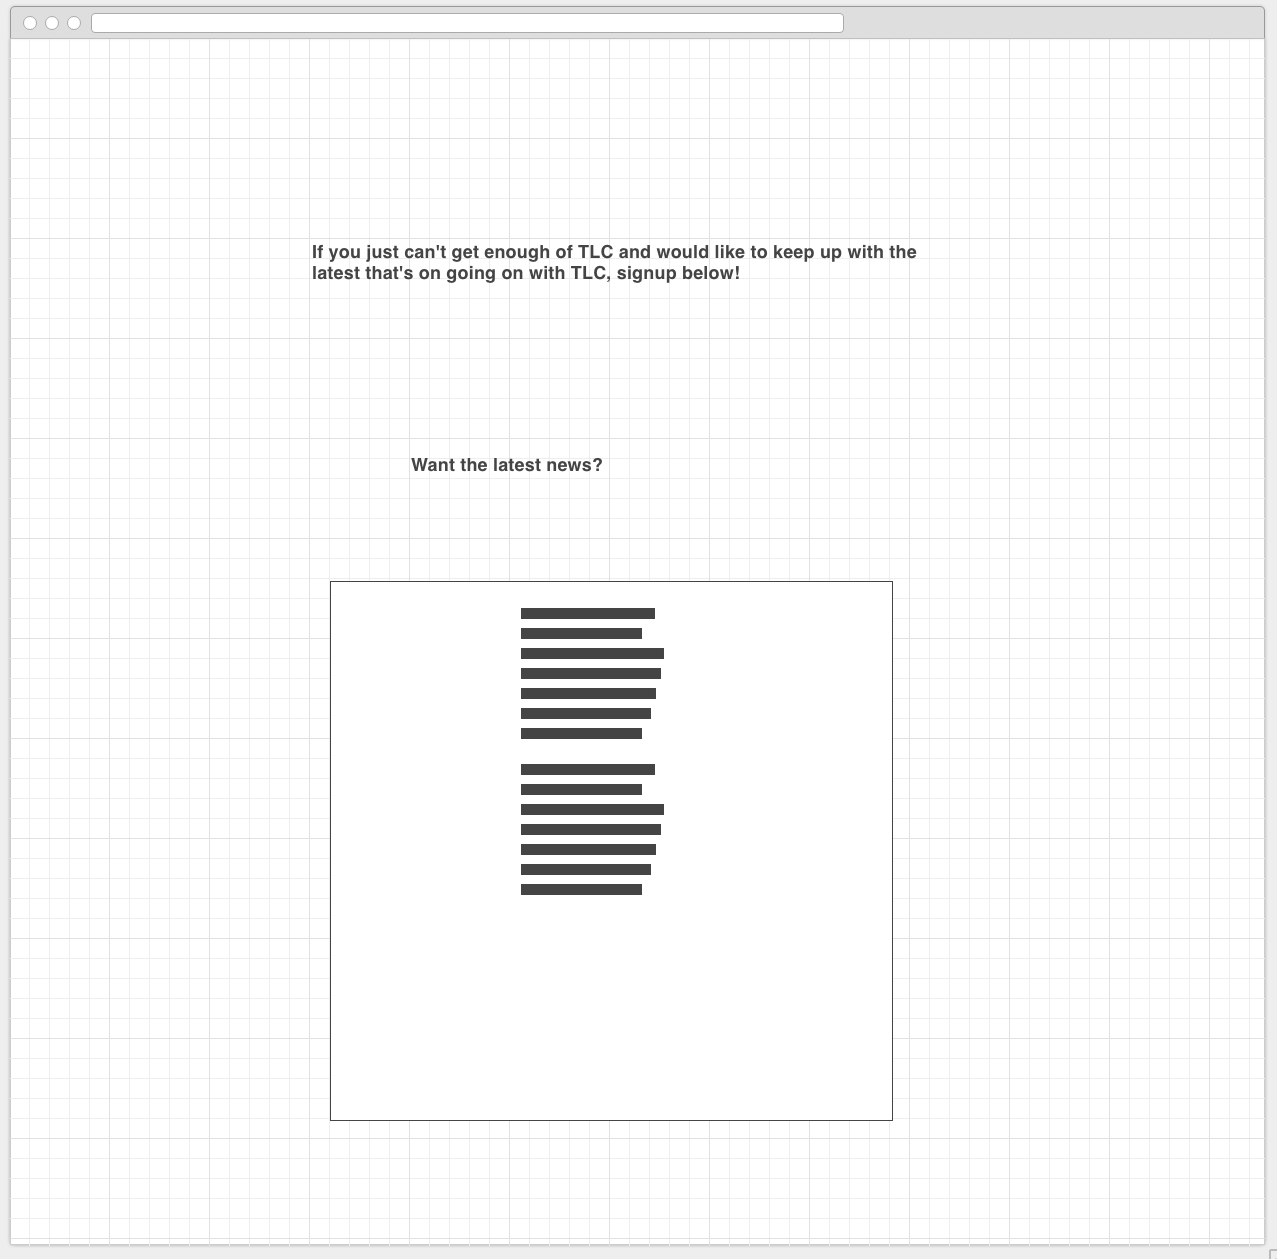 If you just can't get enough of TLC and would like to keep up with the
latest that's on going on with TLC, signup below!
Want the latest news?